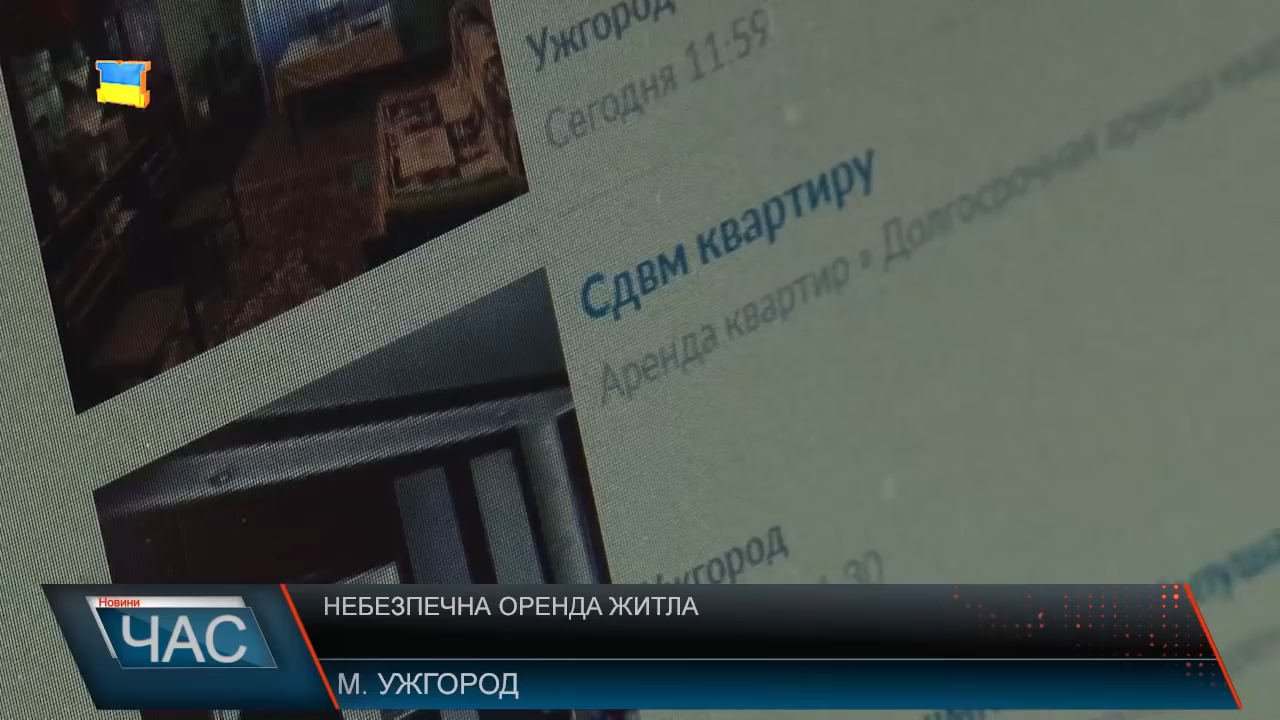 Ужгород
Сегодня 11:59
Сдвм квартиру
Аренда квартир » Долгосрочная аренда
Ужгород
Новини
ЧАС
НЕБЕЗПЕЧНА ОРЕНДА ЖИТЛА
М. УЖГОРОД